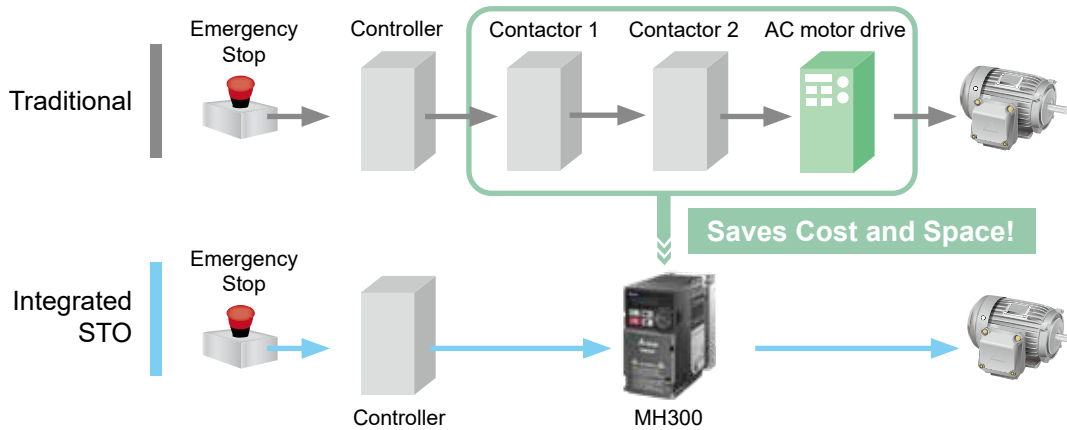 Emergency
Stop
Controller
Contactor 1
Contactor 2
AC motor drive
Traditional
Saves Cost and Space!
Emergency
Stop
Integrated
STO
Controller
MH300